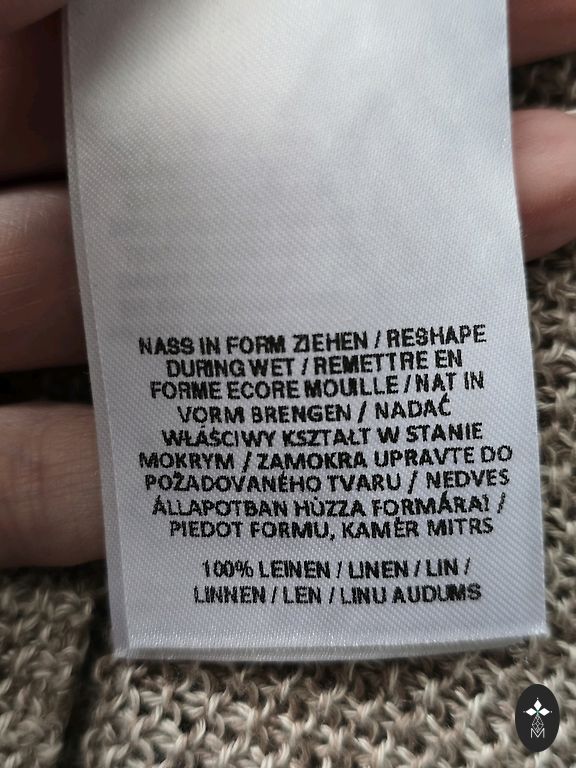 NASS IN FORM ZIEHEN / RESHAPE
DURING WET / REMETTRE EN
FORME ECORE MOUILLE / NAT IN
VORM BRENGEN / NADAĆ
WŁAŚCIWY KSZTAŁT W STANIE
MOKRYM / ZAMOKRA UPRAVTE DO
POŽADOVANÉHO TVARU / NEDVES
ÁLLAPOTBAN HÚZZA FORMÁRA! /
PIEDOT FORMU, KAMĒR MITRS
100% LEINEN / LINEN / LIN /
LINNEN / LEN / LINU AUDUMS